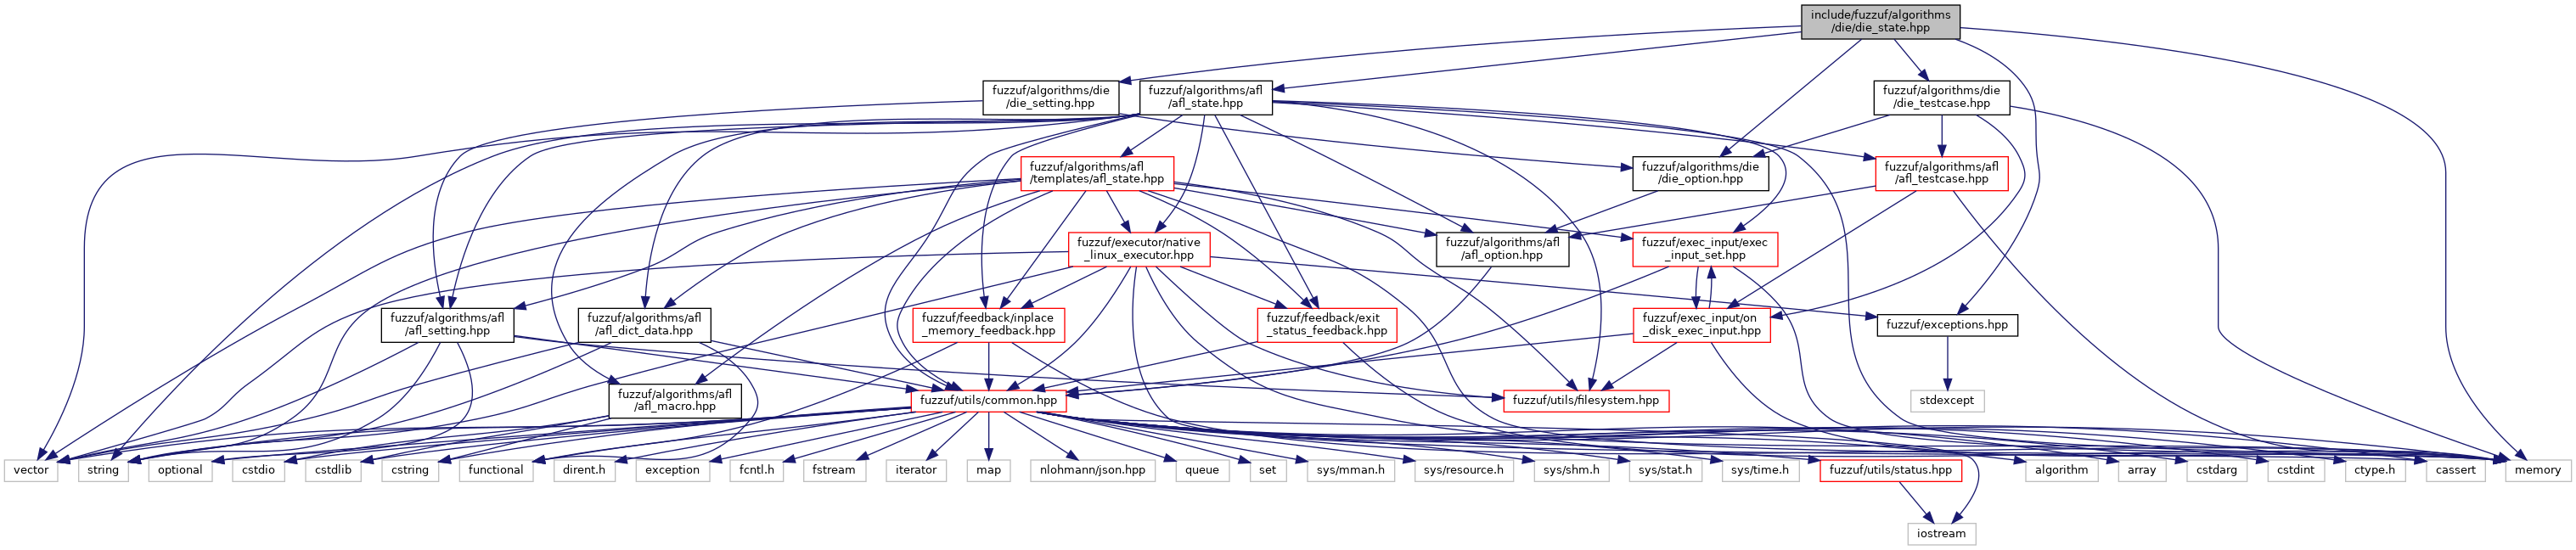 include/fuzzuf/algorithms
/die/die_state.hpp
fuzzuf/algorithms/die
/die_setting.hpp
fuzzuf/algorithms/afl
/afl_state.hpp
fuzzuf/algorithms/die
/die_testcase.hpp
fuzzuf/algorithms/afl
/templates/afl_state.hpp
fuzzuf/algorithms/die
/die_option.hpp
fuzzuf/algorithms/afl
/afl_testcase.hpp
fuzzuf/executor/native
_linux_executor.hpp
fuzzuf/algorithms/afl
/afl_option.hpp
fuzzuf/exec_input/exec
_input_set.hpp
fuzzuf/algorithms/afl
/afl_setting.hpp
fuzzuf/algorithms/afl
/afl_dict_data.hpp
fuzzuf/feedback/inplace
_memory_feedback.hpp
fuzzuf/feedback/exit
_status_feedback.hpp
fuzzuf/exec_input/on
_disk_exec_input.hpp
fuzzuf/exceptions.hpp
fuzzuf/algorithms/afl
/afl_macro.hpp
fuzzuf/utils/common.hpp
fuzzuf/utils/filesystem.hpp
stdexcept
vector
string
optional
cstdio
cstdlib
cstring
functional
dirent.h
exception
fcntl.h
fstream
iterator
map
nlohmann/json.hpp
queue
set
sys/mman.h
sys/resource.h
sys/shm.h
sys/stat.h
sys/time.h
fuzzuf/utils/status.hpp
algorithm
array
cstdarg
cstdint
ctype.h
cassert
memory
iostream